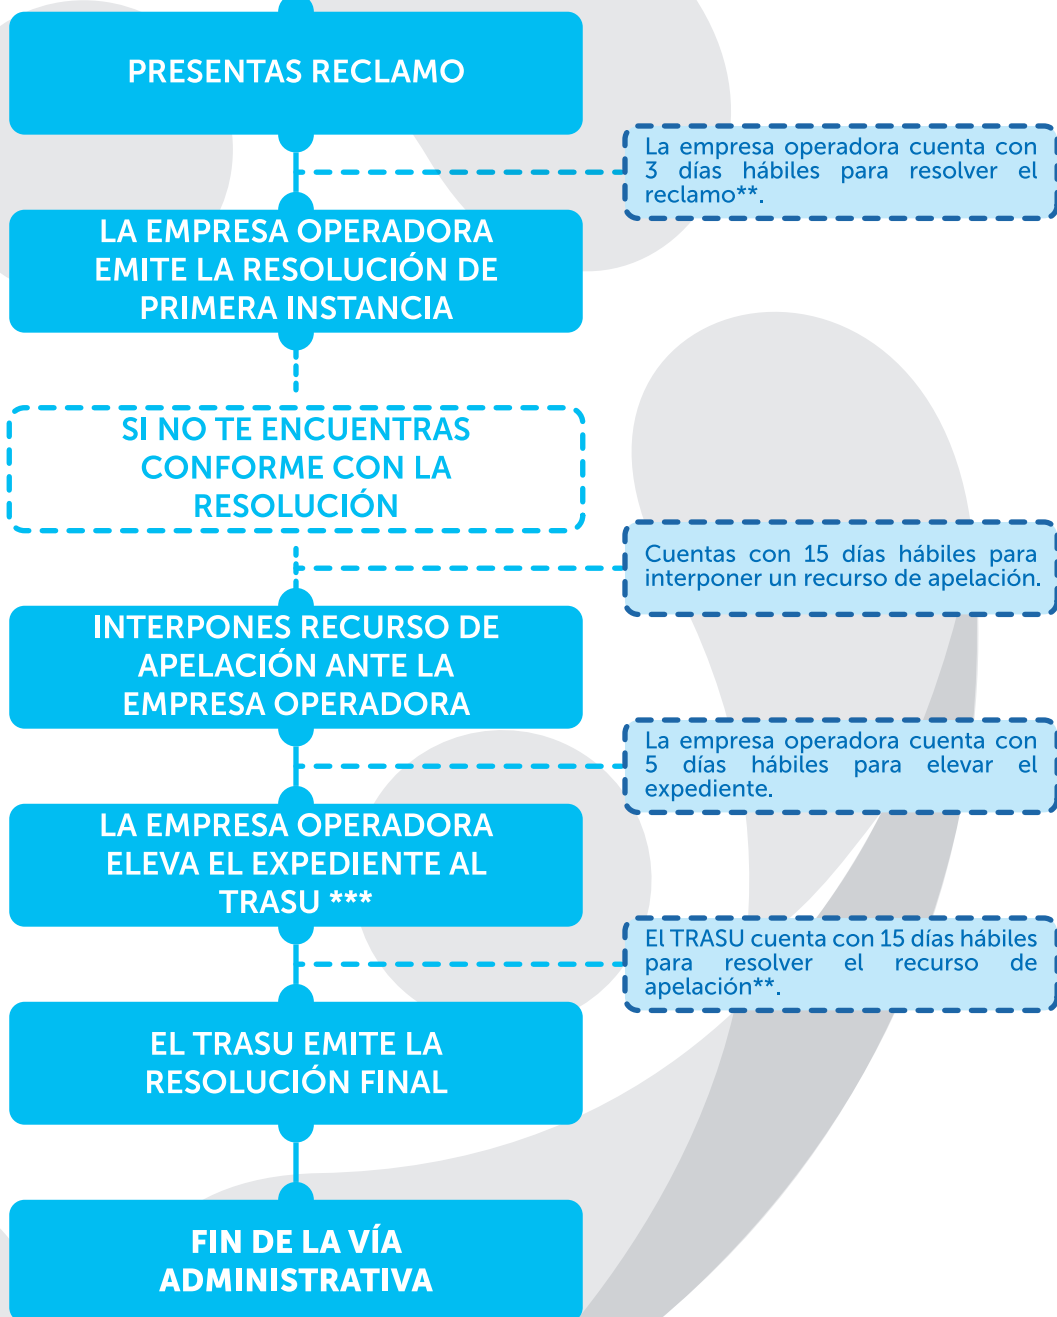 PRESENTAS RECLAMO
La empresa operadora cuenta con
3 días hábiles para resolver el
reclamo**.
LA EMPRESA OPERADORA
EMITE LA RESOLUCIÓN DE
PRIMERA INSTANCIA
SI NO TE ENCUENTRAS
CONFORME CON LA
RESOLUCIÓN
Cuentas con 15 días hábiles para
interponer un recurso de apelación.
INTERPONES RECURSO DE
APELACIÓN ANTE LA
EMPRESA OPERADORA
La empresa operadora cuenta con
5 días hábiles para elevar el
expediente.
LA EMPRESA OPERADORA
ELEVA EL EXPEDIENTE AL
TRASU ***
El TRASU cuenta con 15 días hábiles
para resolver el recurso de
apelación**.
EL TRASU EMITE LA
RESOLUCIÓN FINAL
FIN DE LA VÍA
ADMINISTRATIVA